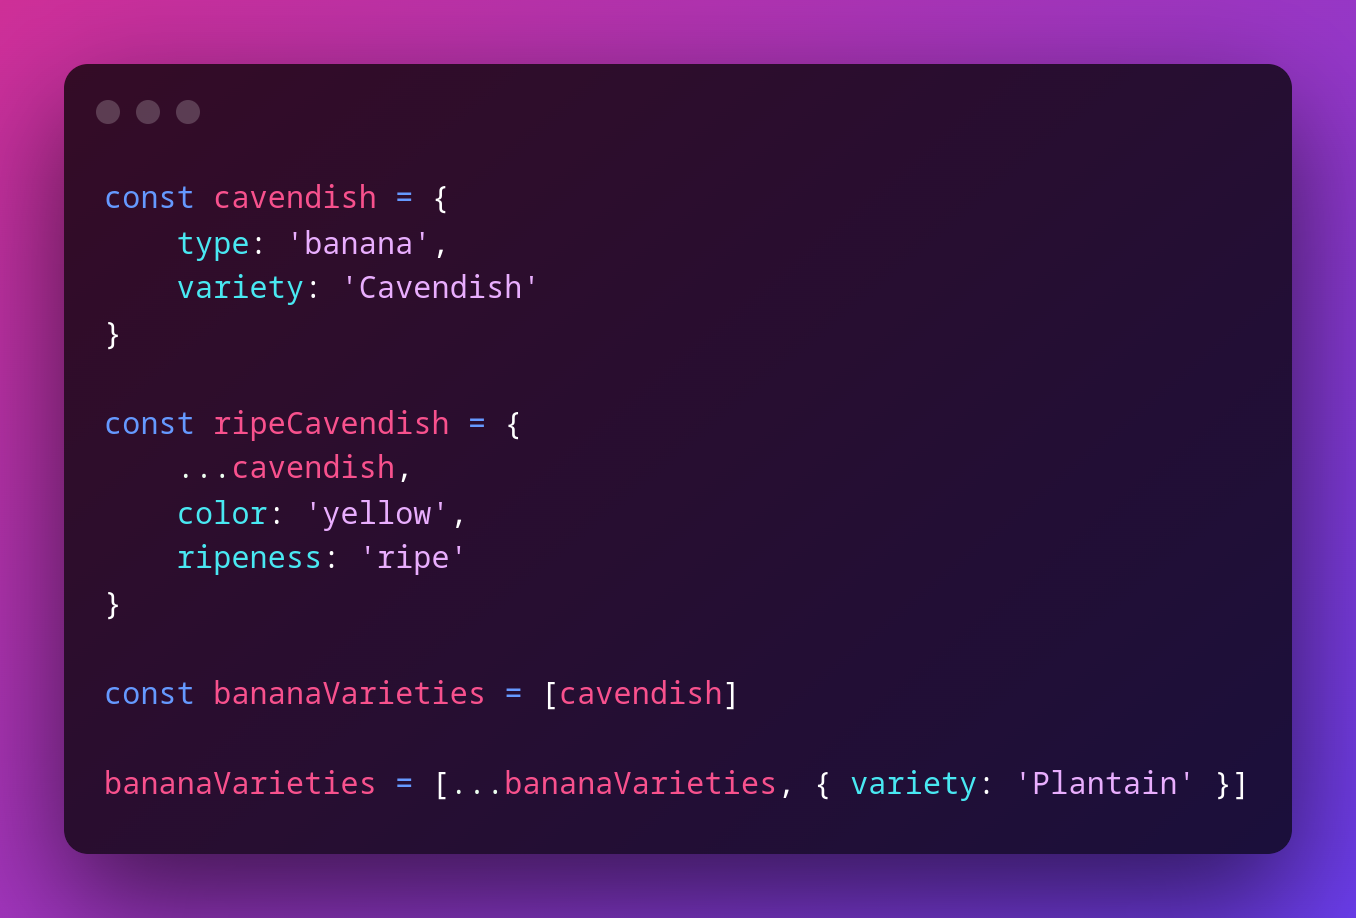 const cavendish = {
    type: 'banana',
    variety: 'Cavendish'
}

const ripeCavendish = {
    ...cavendish,
    color: 'yellow',
    ripeness: 'ripe'
}

const bananaVarieties = [cavendish]

bananaVarieties = [...bananaVarieties, { variety: 'Plantain' }]